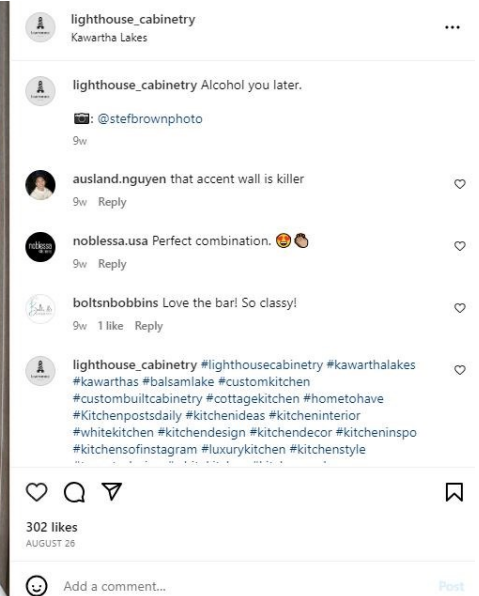 lighthouse_cabinetry
Kawartha Lakes
lighthouse_cabinetry Alcohol you later.
📷: @stefbrownphoto
9w
ausland.nguyen that accent wall is killer
9w Reply
noblessa.usa Perfect combination. 😍👏🏽
9w Reply
boltsnbobbins Love the bar! So classy!
9w 1 like Reply
lighthouse_cabinetry #lighthousecabinetry #kawarthalakes
#kawarthas #balsamlake #customkitchen
#custombuiltcabinetry #cottagekitchen #hometohave
#Kitchenpostsdaily #kitchenideas #kitcheninterior
#whitekitchen #kitchendesign #kitchendecor #kitcheninspo
#kitchensofinstagram #luxurykitchen #kitchenstyle
302 likes
AUGUST 26
Add a comment...
Post